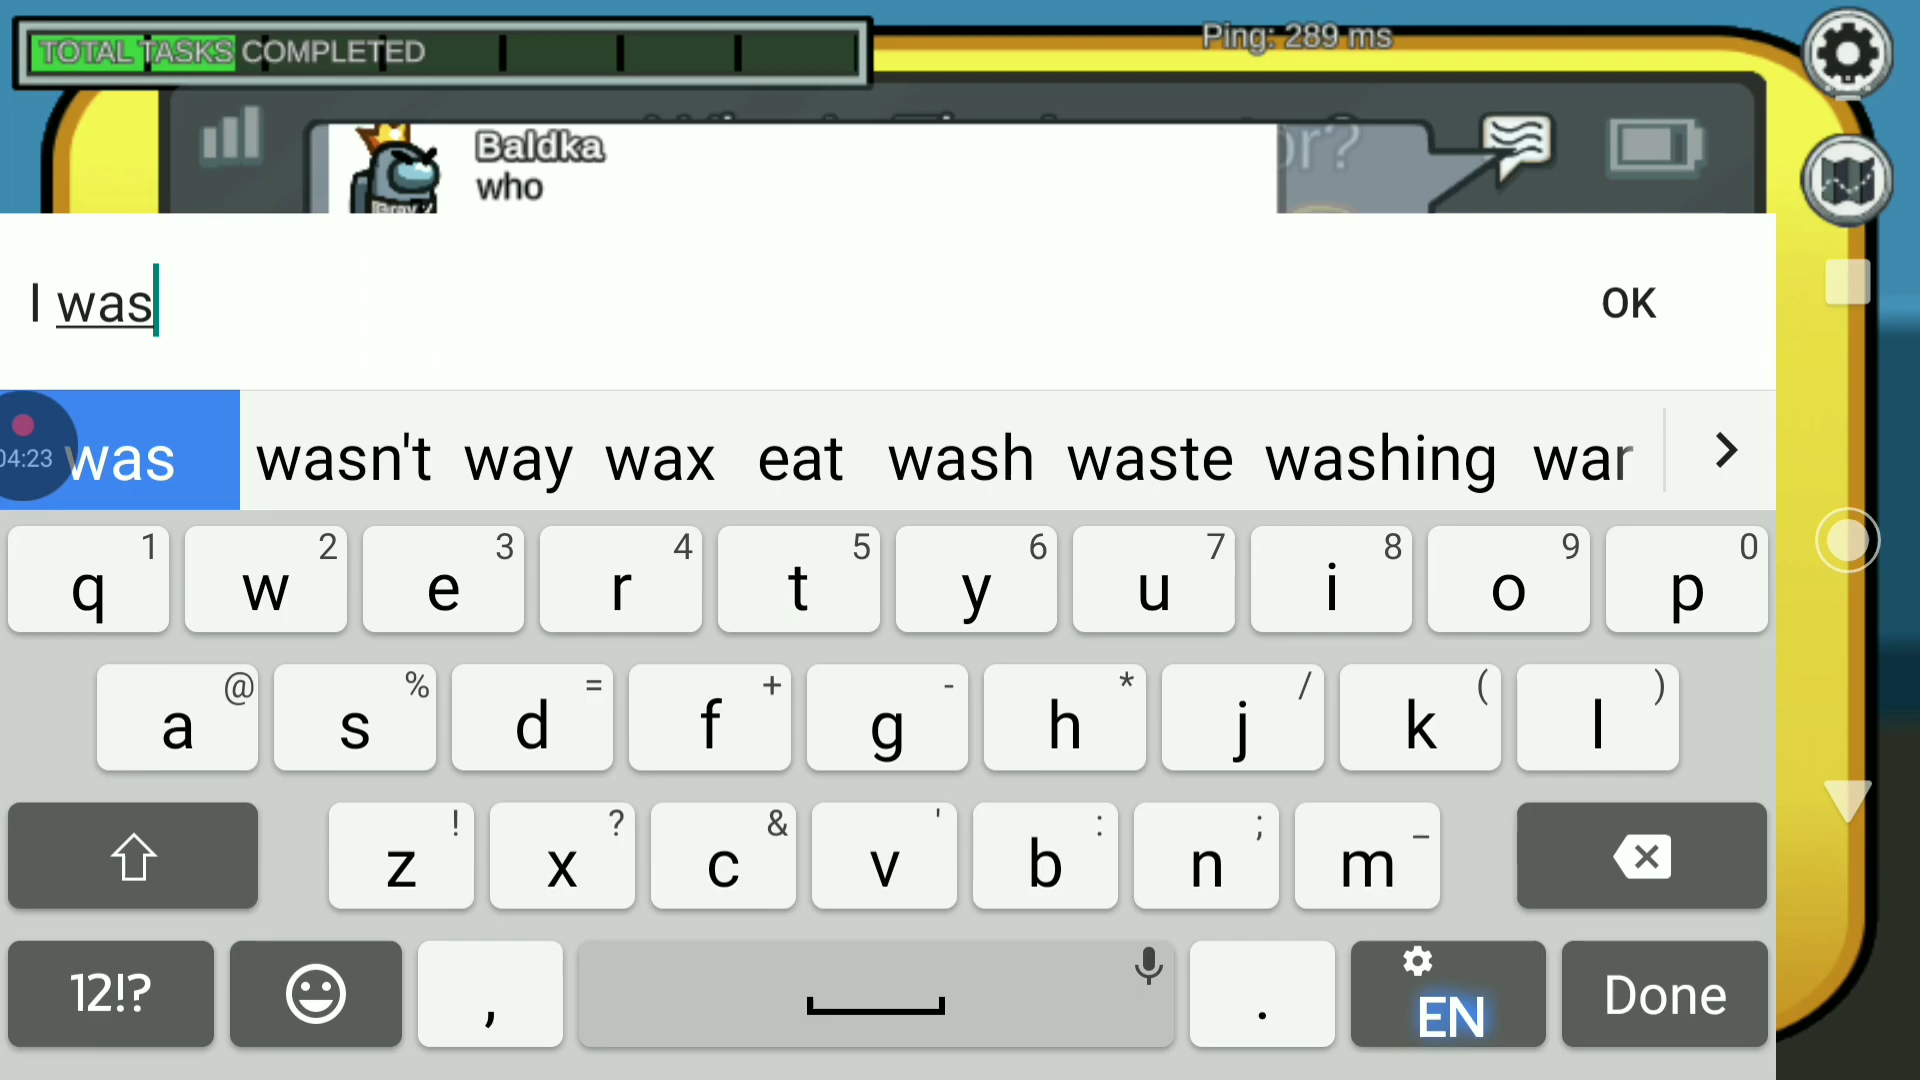 TOTAL TASKS COMPLETED
Ping: 289 ms
or?
Baldka
who
I was
OK
04:23
was wasn't way wax eat wash waste washing war
1 2 3 4 5 6 7 8 9 0
q w e r t y u i o p
@ % = + - * / ( )
a s d f g h j k l
! ? & ' : ; _
z x c v b n m
12!? , . EN Done